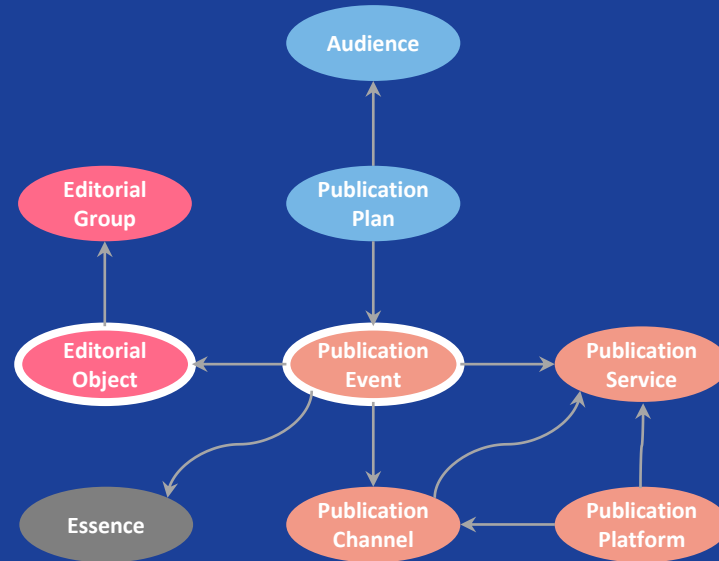 Audience
Editorial
Group
Publication
Plan
Editorial
Object
Publication
Event
Publication
Service
Essence
Publication
Channel
Publication
Platform